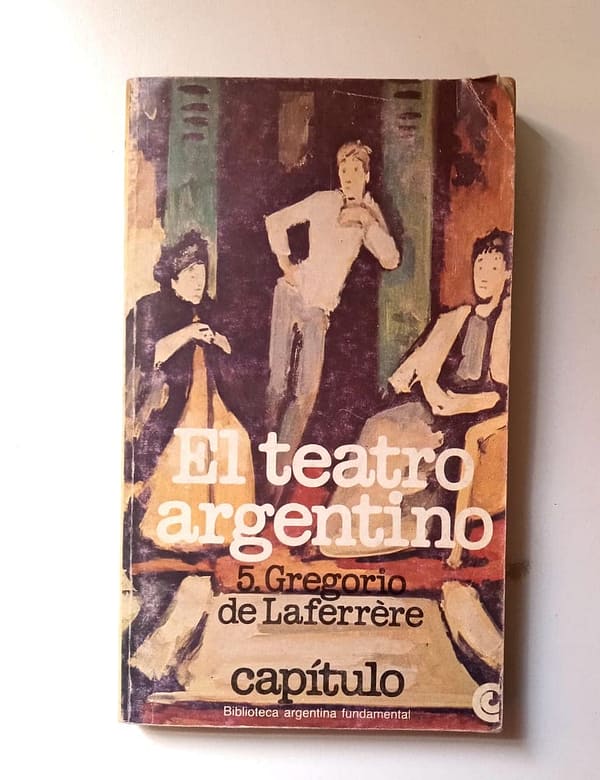 El teatro
argentino
5. Gregorio
de Laferrère
capítulo
Biblioteca argentina fundamental